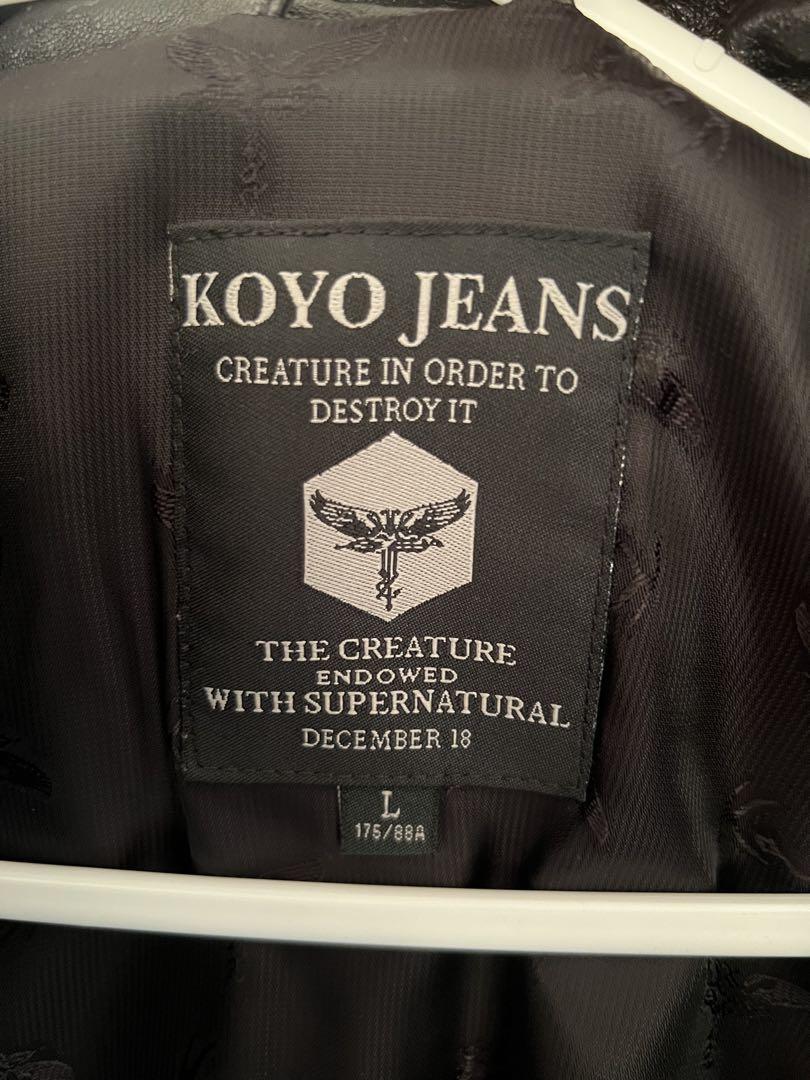 KOYO JEANS
CREATURE IN ORDER TO
DESTROY IT
THE CREATURE
ENDOWED
WITH SUPERNATURAL
DECEMBER 18
L
175/88A